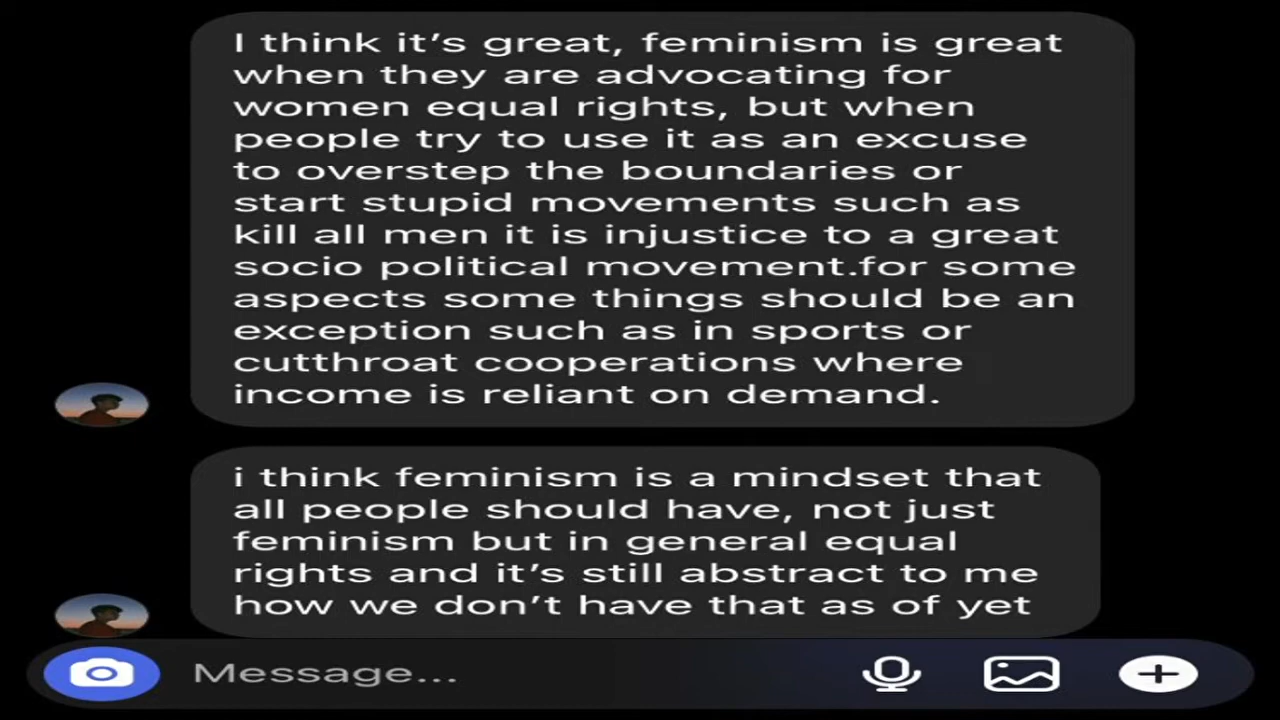 I think it’s great, feminism is great
when they are advocating for
women equal rights, but when
people try to use it as an excuse
to overstep the boundaries or
start stupid movements such as
kill all men it is injustice to a great
socio political movement.for some
aspects some things should be an
exception such as in sports or
cutthroat cooperations where
income is reliant on demand.
i think feminism is a mindset that
all people should have, not just
feminism but in general equal
rights and it’s still abstract to me
how we don’t have that as of yet
Message...